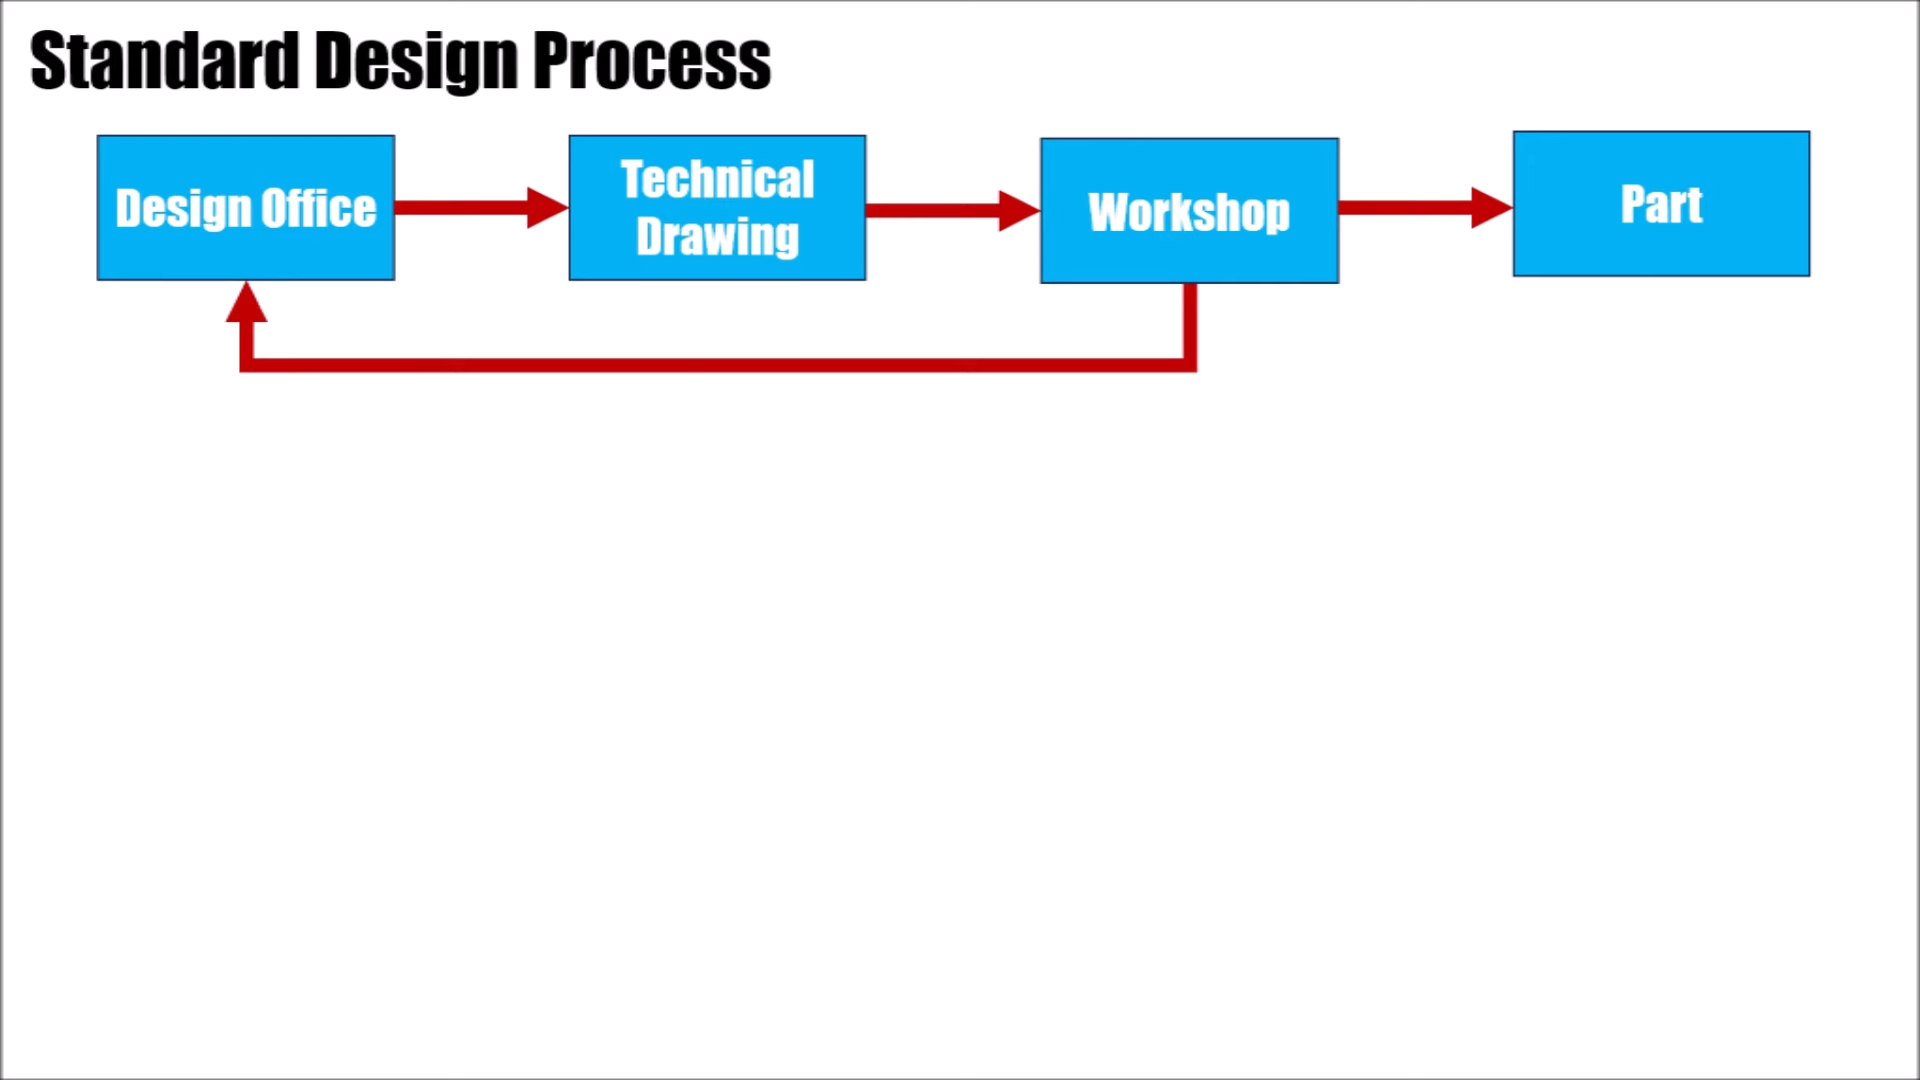 Standard Design Process
Design Office
Technical
Drawing
Workshop
Part